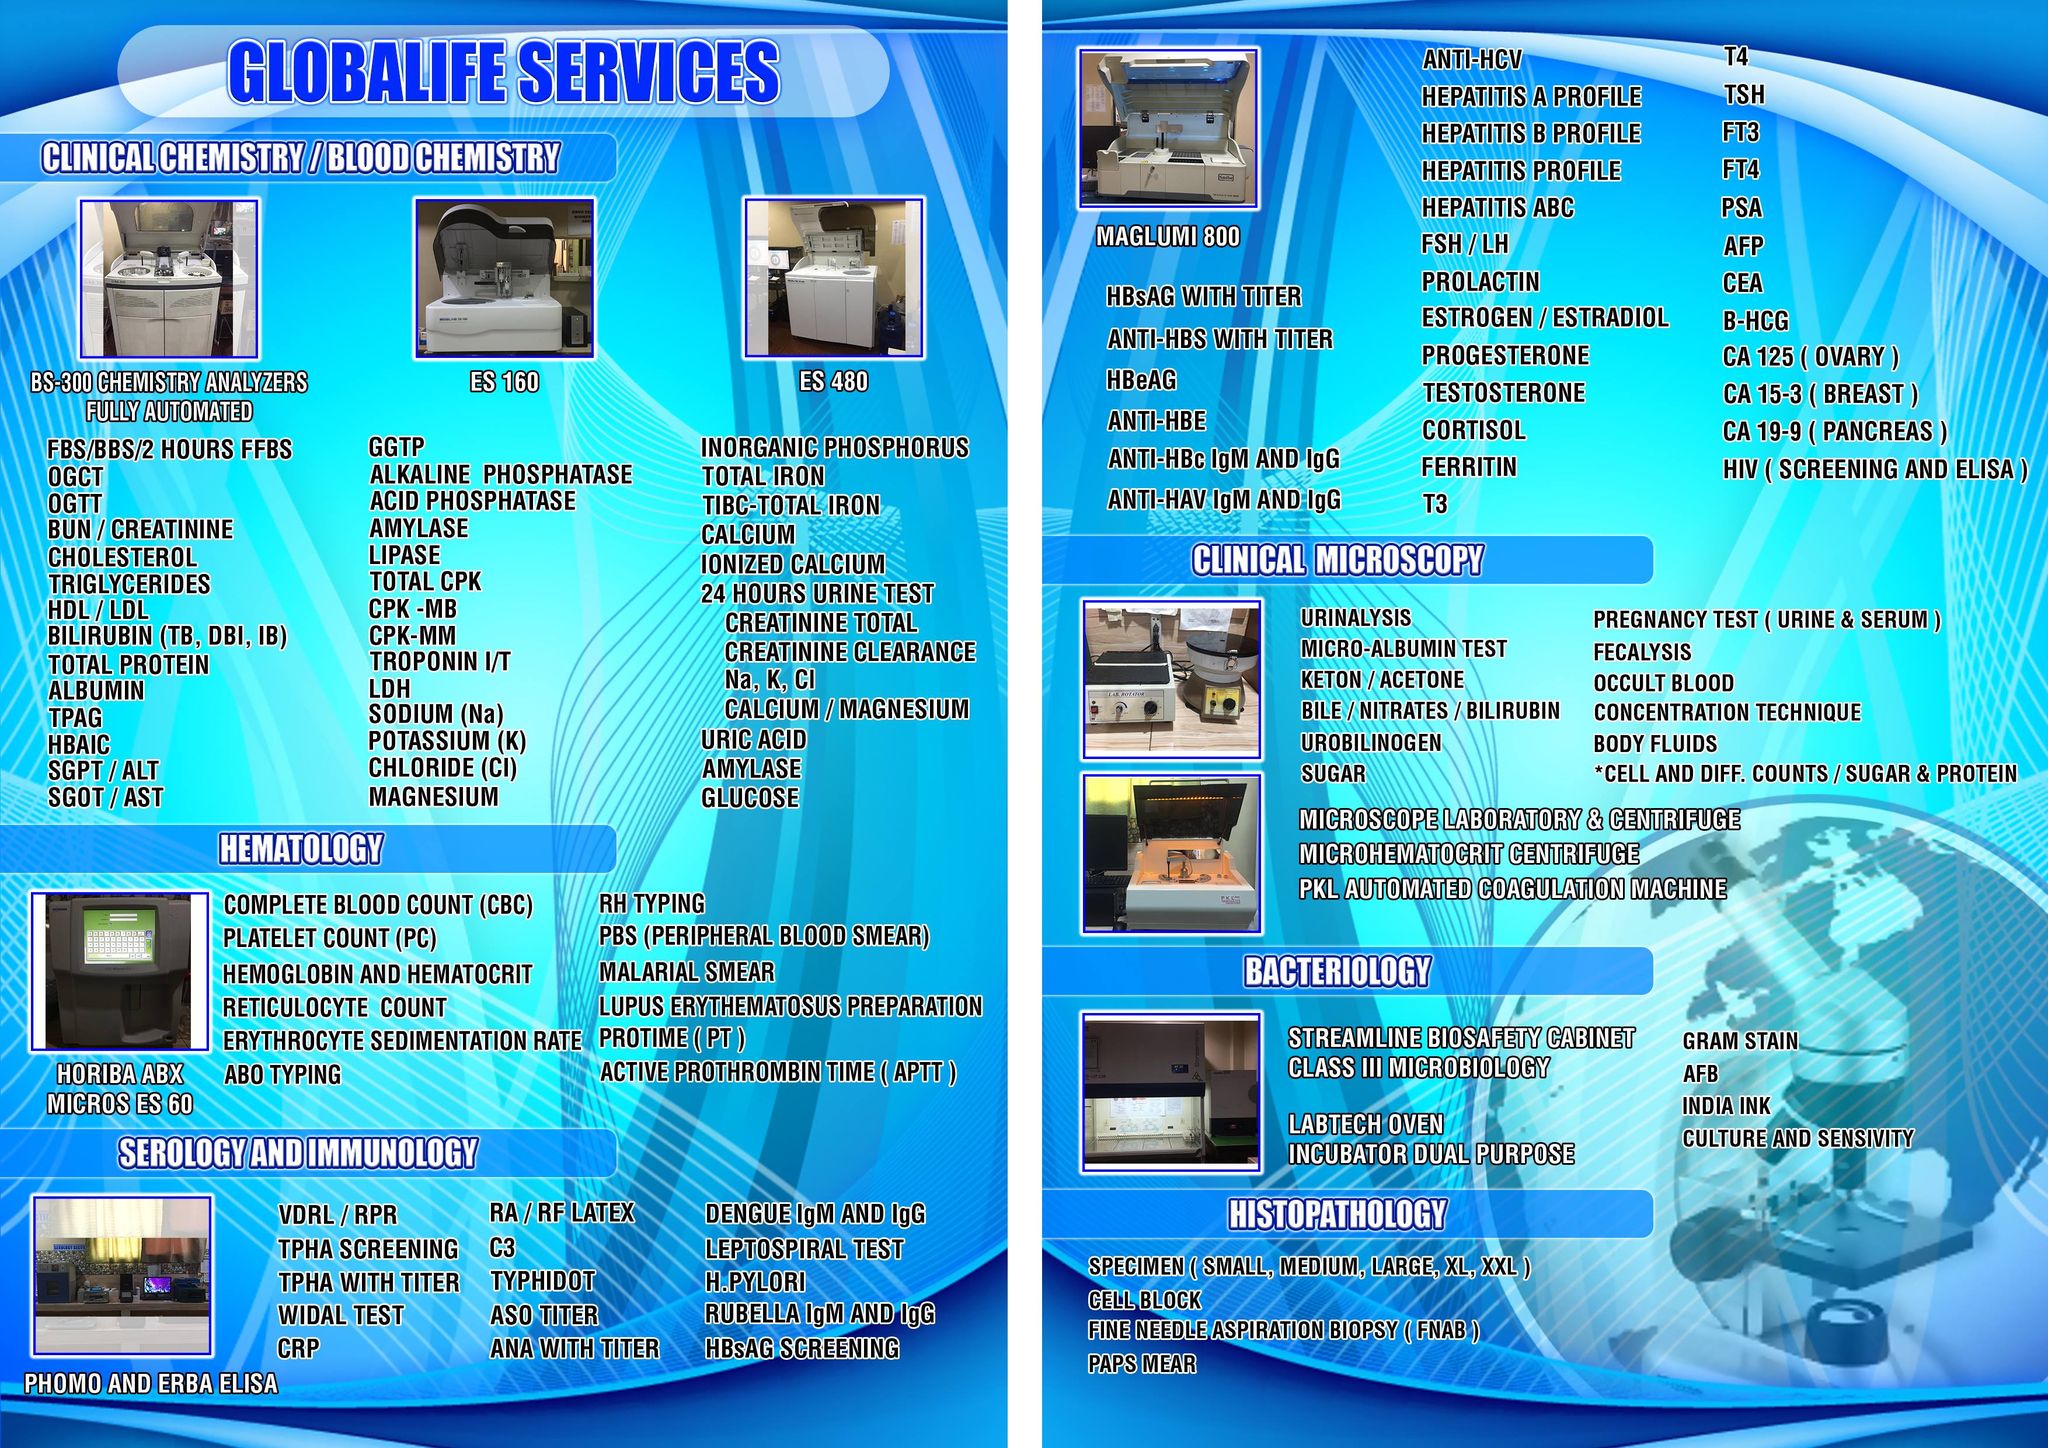 GLOBALIFE SERVICES
CLINICAL CHEMISTRY / BLOOD CHEMISTRY
BS-300 CHEMISTRY ANALYZERS
FULLY AUTOMATED
ES 160
ES 480
FBS/BBS/2 HOURS FFBS
OGCT
OGTT
BUN / CREATININE
CHOLESTEROL
TRIGLYCERIDES
HDL / LDL
BILIRUBIN (TB, DBI, IB)
TOTAL PROTEIN
ALBUMIN
TPAG
HBAIC
SGPT / ALT
SGOT / AST
GGTP
ALKALINE PHOSPHATASE
ACID PHOSPHATASE
AMYLASE
LIPASE
TOTAL CPK
CPK -MB
CPK-MM
TROPONIN I/T
LDH
SODIUM (Na)
POTASSIUM (K)
CHLORIDE (Cl)
MAGNESIUM
INORGANIC PHOSPHORUS
TOTAL IRON
TIBC-TOTAL IRON
CALCIUM
IONIZED CALCIUM
24 HOURS URINE TEST
CREATININE TOTAL
CREATININE CLEARANCE
Na, K, Cl
CALCIUM / MAGNESIUM
URIC ACID
AMYLASE
GLUCOSE
HEMATOLOGY
HORIBA ABX
MICROS ES 60
COMPLETE BLOOD COUNT (CBC)
PLATELET COUNT (PC)
HEMOGLOBIN AND HEMATOCRIT
RETICULOCYTE COUNT
ERYTHROCYTE SEDIMENTATION RATE
ABO TYPING
RH TYPING
PBS (PERIPHERAL BLOOD SMEAR)
MALARIAL SMEAR
LUPUS ERYTHEMATOSUS PREPARATION
PROTIME ( PT )
ACTIVE PROTHROMBIN TIME ( APTT )
SEROLOGY AND IMMUNOLOGY
PHOMO AND ERBA ELISA
VDRL / RPR
TPHA SCREENING
TPHA WITH TITER
WIDAL TEST
CRP
RA / RF LATEX
C3
TYPHIDOT
ASO TITER
ANA WITH TITER
DENGUE IgM AND IgG
LEPTOSPIRAL TEST
H.PYLORI
RUBELLA IgM AND IgG
HBsAG SCREENING
MAGLUMI 800
HBsAG WITH TITER
ANTI-HBS WITH TITER
HBeAG
ANTI-HBE
ANTI-HBc IgM AND IgG
ANTI-HAV IgM AND IgG
ANTI-HCV
HEPATITIS A PROFILE
HEPATITIS B PROFILE
HEPATITIS PROFILE
HEPATITIS ABC
FSH / LH
PROLACTIN
ESTROGEN / ESTRADIOL
PROGESTERONE
TESTOSTERONE
CORTISOL
FERRITIN
T3
T4
TSH
FT3
FT4
PSA
AFP
CEA
B-HCG
CA 125 ( OVARY )
CA 15-3 ( BREAST )
CA 19-9 ( PANCREAS )
HIV ( SCREENING AND ELISA )
CLINICAL MICROSCOPY
LAB. ROTATOR
URINALYSIS
MICRO-ALBUMIN TEST
KETON / ACETONE
BILE / NITRATES / BILIRUBIN
UROBILINOGEN
SUGAR
PREGNANCY TEST ( URINE & SERUM )
FECALYSIS
OCCULT BLOOD
CONCENTRATION TECHNIQUE
BODY FLUIDS
*CELL AND DIFF. COUNTS / SUGAR & PROTEIN
MICROSCOPE LABORATORY & CENTRIFUGE
MICROHEMATOCRIT CENTRIFUGE
PKL AUTOMATED COAGULATION MACHINE
BACTERIOLOGY
STREAMLINE BIOSAFETY CABINET
CLASS III MICROBIOLOGY
LABTECH OVEN
INCUBATOR DUAL PURPOSE
GRAM STAIN
AFB
INDIA INK
CULTURE AND SENSIVITY
HISTOPATHOLOGY
SPECIMEN ( SMALL, MEDIUM, LARGE, XL, XXL )
CELL BLOCK
FINE NEEDLE ASPIRATION BIOPSY ( FNAB )
PAPS MEAR